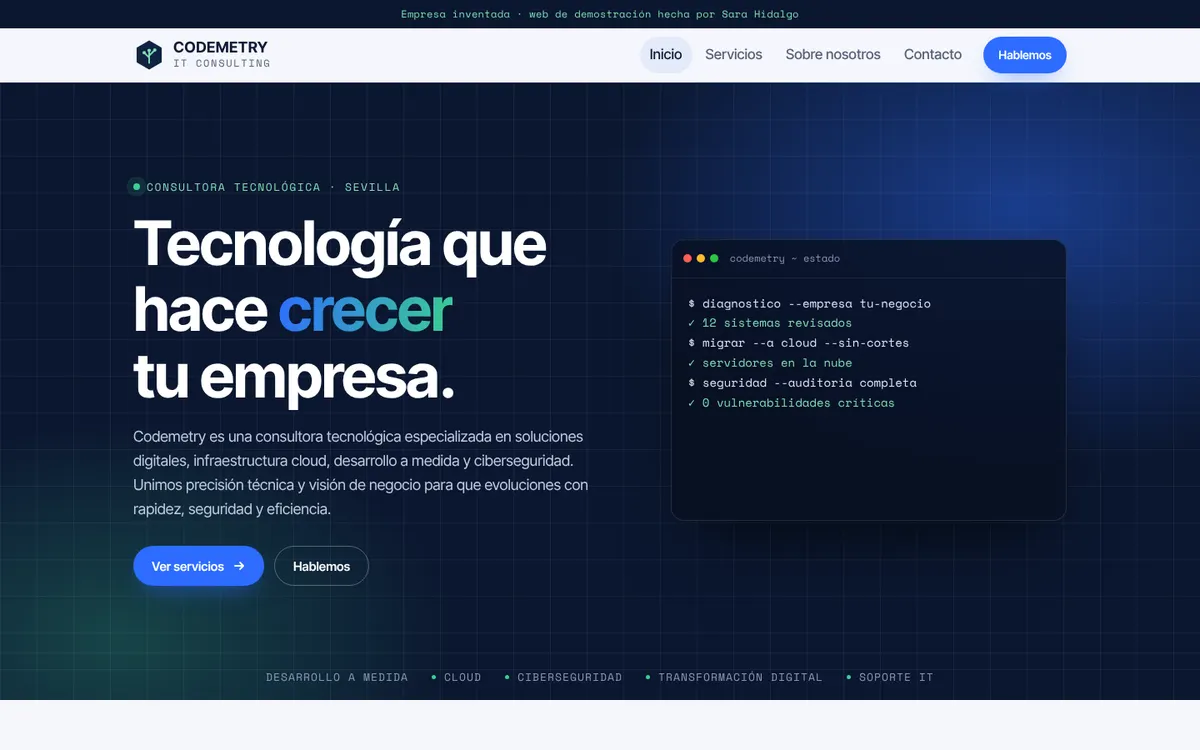 Empresa inventada · web de demostración hecha por Sara Hidalgo
CODEMETRY
IT CONSULTING
Inicio
Servicios
Sobre nosotros
Contacto
Hablemos
CONSULTORA TECNOLÓGICA · SEVILLA
Tecnología que
hace crecer
tu empresa.
Codemetry es una consultora tecnológica especializada en soluciones
digitales, infraestructura cloud, desarrollo a medida y ciberseguridad.
Unimos precisión técnica y visión de negocio para que evoluciones con
rapidez, seguridad y eficiencia.
Ver servicios →
Hablemos
codemetry — estado
$ diagnostico --empresa tu-negocio
✓ 12 sistemas revisados
$ migrar --a cloud --sin-cortes
✓ servidores en la nube
$ seguridad --auditoria completa
✓ 0 vulnerabilidades críticas
DESARROLLO A MEDIDA • CLOUD • CIBERSEGURIDAD • TRANSFORMACIÓN DIGITAL • SOPORTE IT